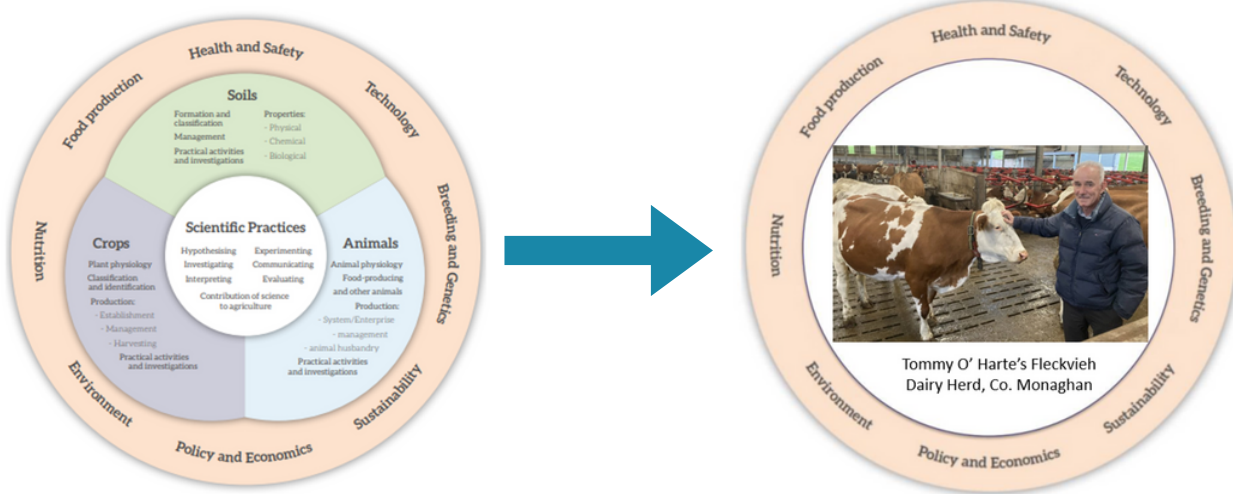 Health and Safety
Food production
Technology
Nutrition
Breeding and Genetics
Environment
Sustainability
Policy and Economics
Soils
Formation and
classification
Management
Practical activities
and investigations
Properties:
- Physical
- Chemical
- Biological
Scientific Practices
Hypothesising
Experimenting
Investigating
Communicating
Interpreting
Evaluating
Contribution of science
to agriculture
Crops
Plant physiology
Classification
and identification
Production:
- Establishment
- Management
- Harvesting
Practical activities
and investigations
Animals
Animal physiology
Food-producing
and other animals
Production:
- System/Enterprise
- management
- animal husbandry
Practical activities
and investigations
Health and Safety
Food production
Technology
Nutrition
Breeding and Genetics
Environment
Sustainability
Policy and Economics
Tommy O' Harte's Fleckvieh
Dairy Herd, Co. Monaghan